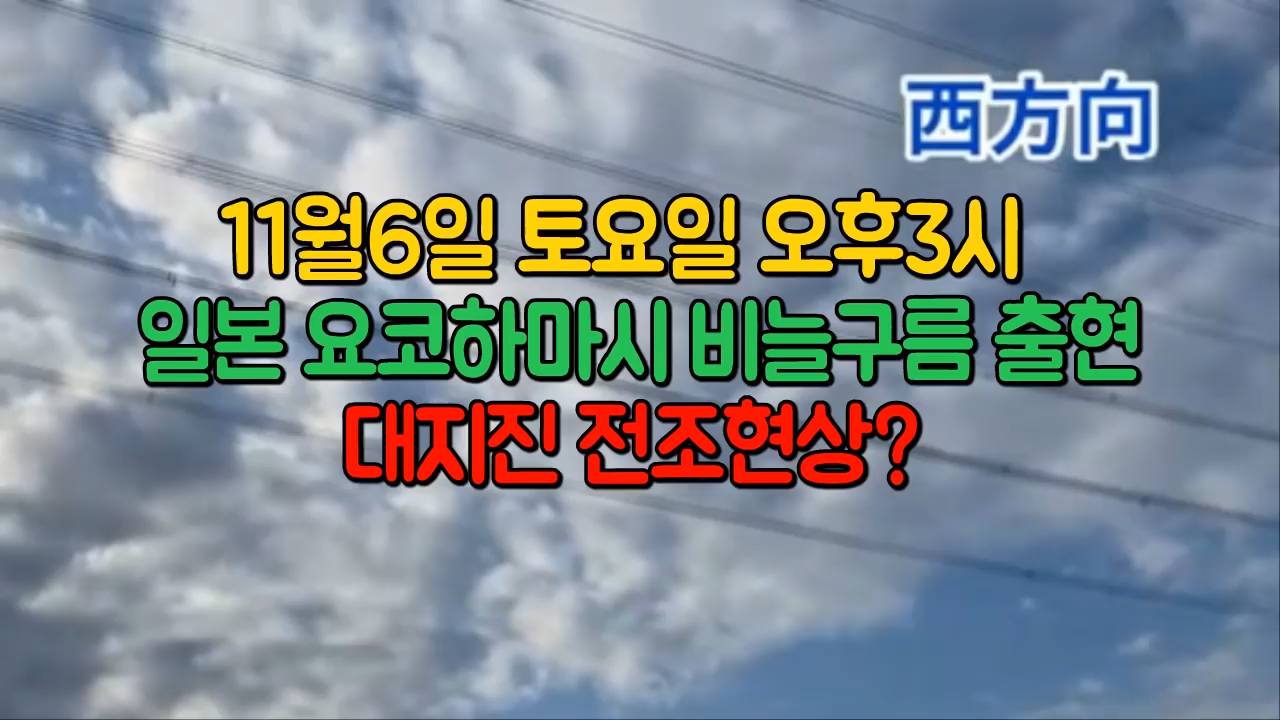 西方向
11월6일 토요일 오후3시
일본 요코하마시 비늘구름 출현
대지진 전조현상?